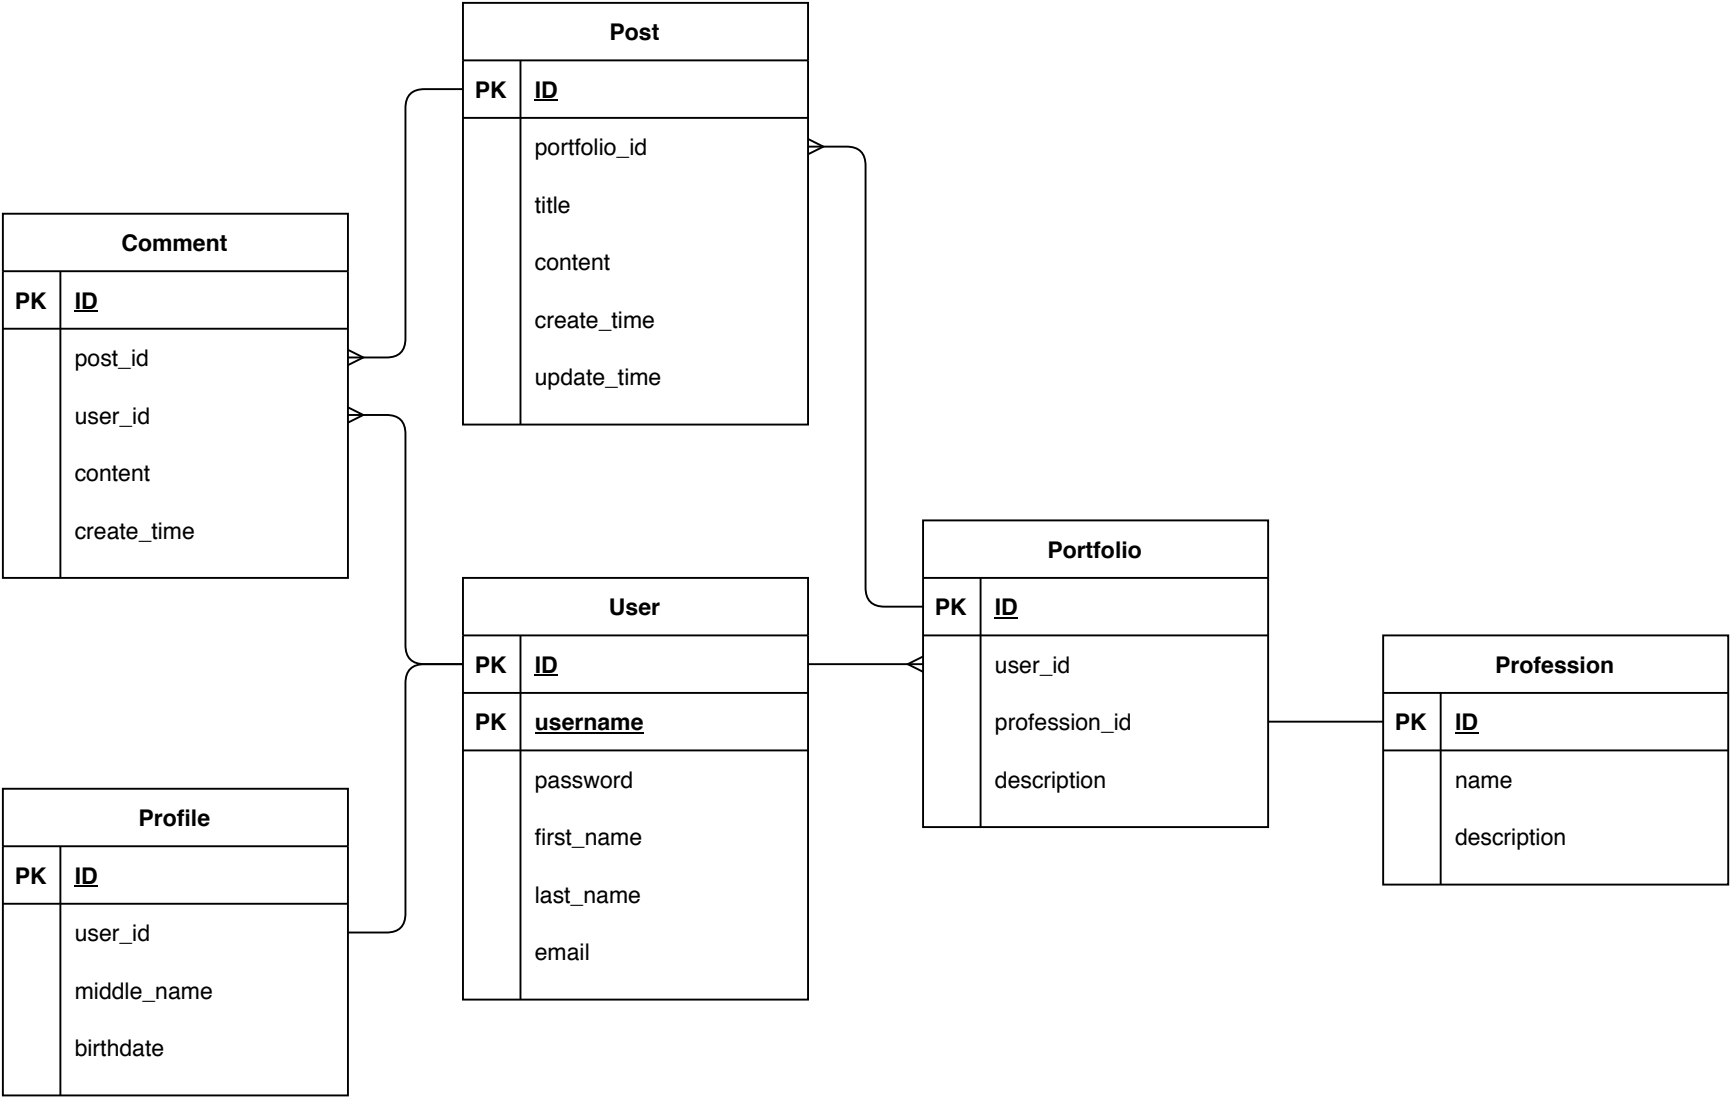 Post
PK ID
portfolio_id
title
content
create_time
update_time
Comment
PK ID
post_id
user_id
content
create_time
User
PK ID
PK username
password
first_name
last_name
email
Portfolio
PK ID
user_id
profession_id
description
Profession
PK ID
name
description
Profile
PK ID
user_id
middle_name
birthdate